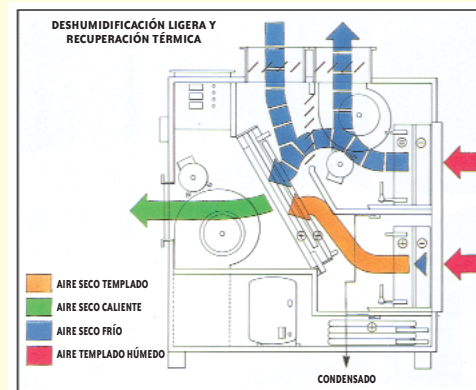 DESHUMIDIFICACIÓN LIGERA Y
RECUPERACIÓN TÉRMICA
AIRE SECO TEMPLADO
AIRE SECO CALIENTE
AIRE SECO FRÍO
AIRE TEMPLADO HÚMEDO
CONDENSADO